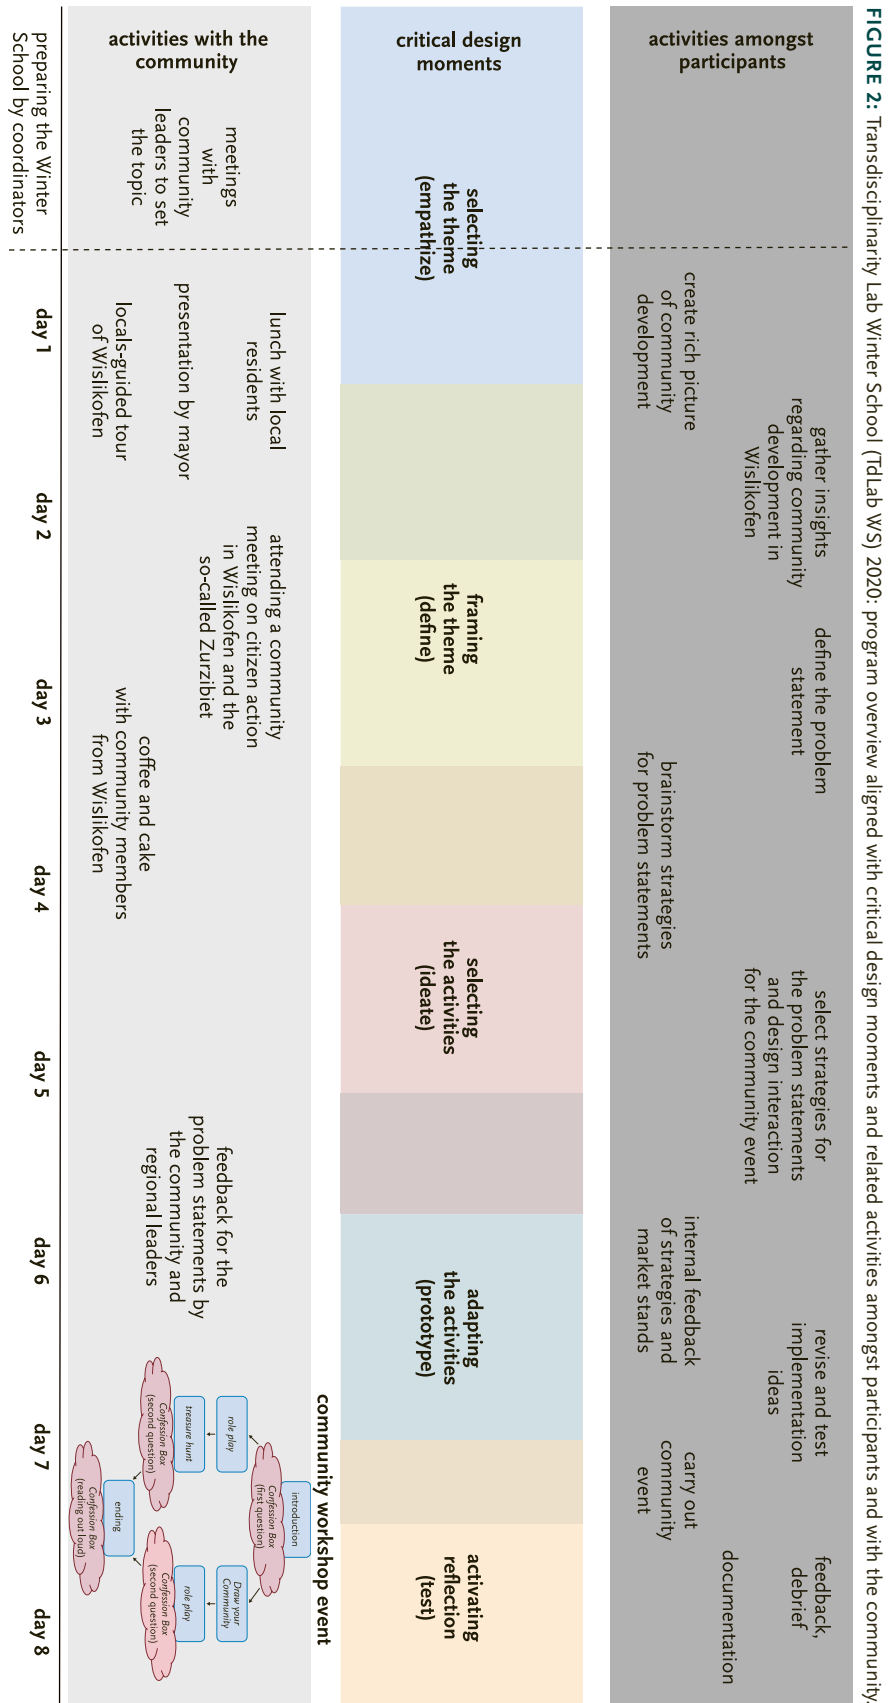 FIGURE 2: Transdisciplinarity Lab Winter School (TdLab WS) 2020: program overview aligned with critical design moments and related activities amongst participants and with the community.
activities amongst
participants
create rich picture
of community
development
gather insights
regarding community
development in
Wislikofen
define the problem
statement
brainstorm strategies
for problem statements
select strategies for
the problem statements
and design interaction
for the community event
internal feedback
of strategies and
market stands
revise and test
implementation
ideas
carry out
community
event
feedback,
debrief
documentation
critical design
moments
selecting
the theme
(empathize)
framing
the theme
(define)
selecting
the activities
(ideate)
adapting
the activities
(prototype)
activating
reflection
(test)
activities with the
community
meetings
with
community
leaders to set
the topic
lunch with local
residents
presentation by mayor
locals-guided tour
of Wislikofen
attending a community
meeting on citizen action
in Wislikofen and the
so-called Zurzibiet
coffee and cake
with community members
from Wislikofen
feedback for the
problem statements by
the community and
regional leaders
community workshop event
introduction
Confession Box
(first question)
role play
treasure hunt
Confession Box
(second question)
Draw your
Community
role play
Confession Box
(second question)
ending
Confession Box
(reading out loud)
preparing the Winter
School by coordinators
day 1
day 2
day 3
day 4
day 5
day 6
day 7
day 8